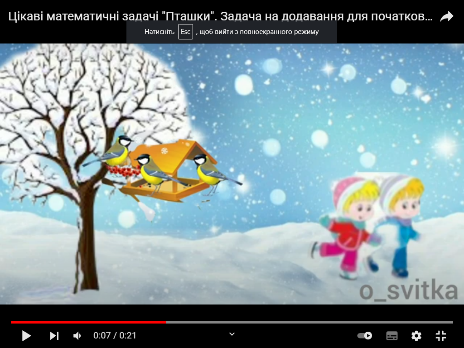 Цікаві математичні задачі "Пташки". Задача на додавання для початков...
Натисніть Esc , щоб вийти з повноекранного режиму
o_svitka
0:07 / 0:21